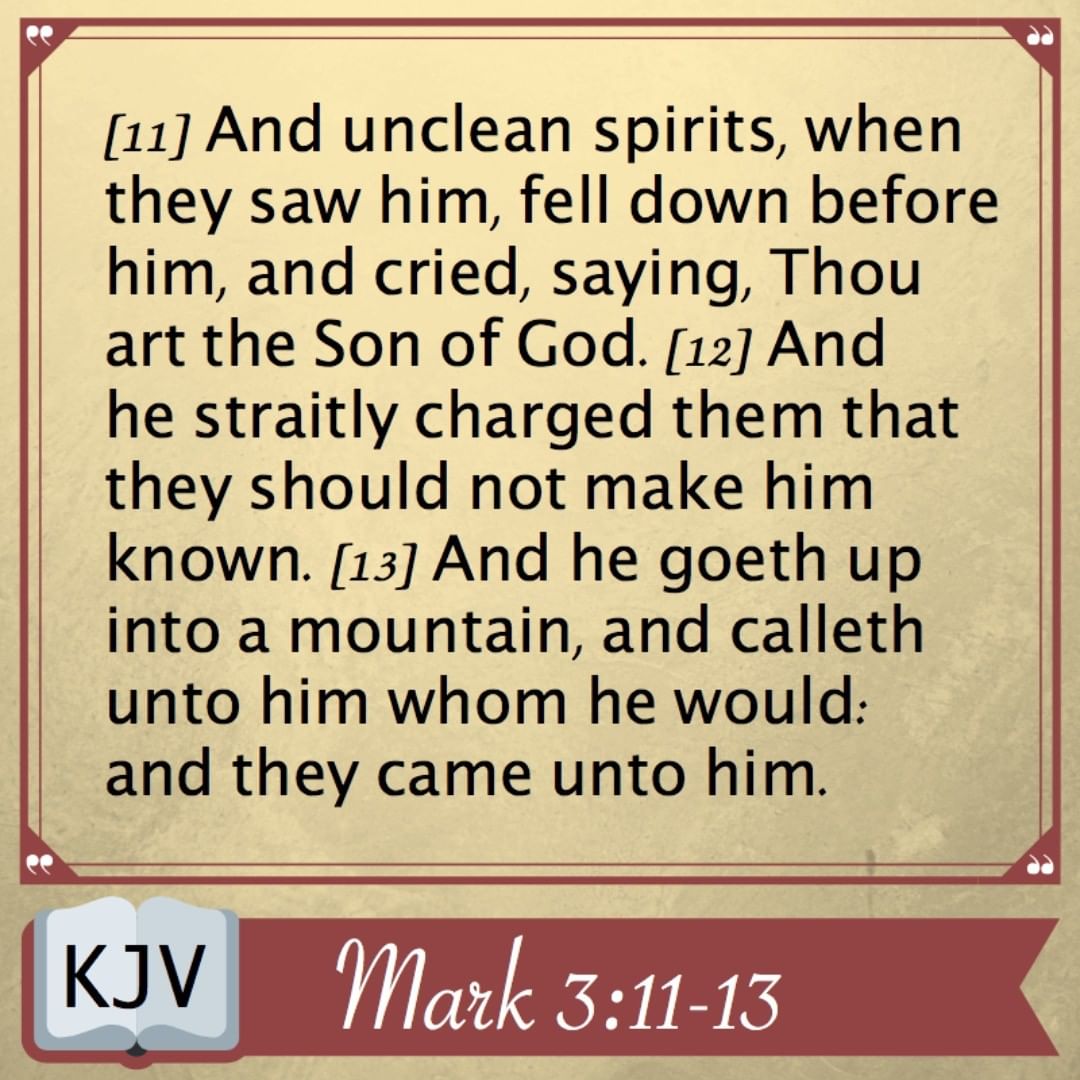 [11] And unclean spirits, when
they saw him, fell down before
him, and cried, saying, Thou
art the Son of God. [12] And
he straitly charged them that
they should not make him
known. [13] And he goeth up
into a mountain, and calleth
unto him whom he would:
and they came unto him.
KJV
Mark 3:11-13